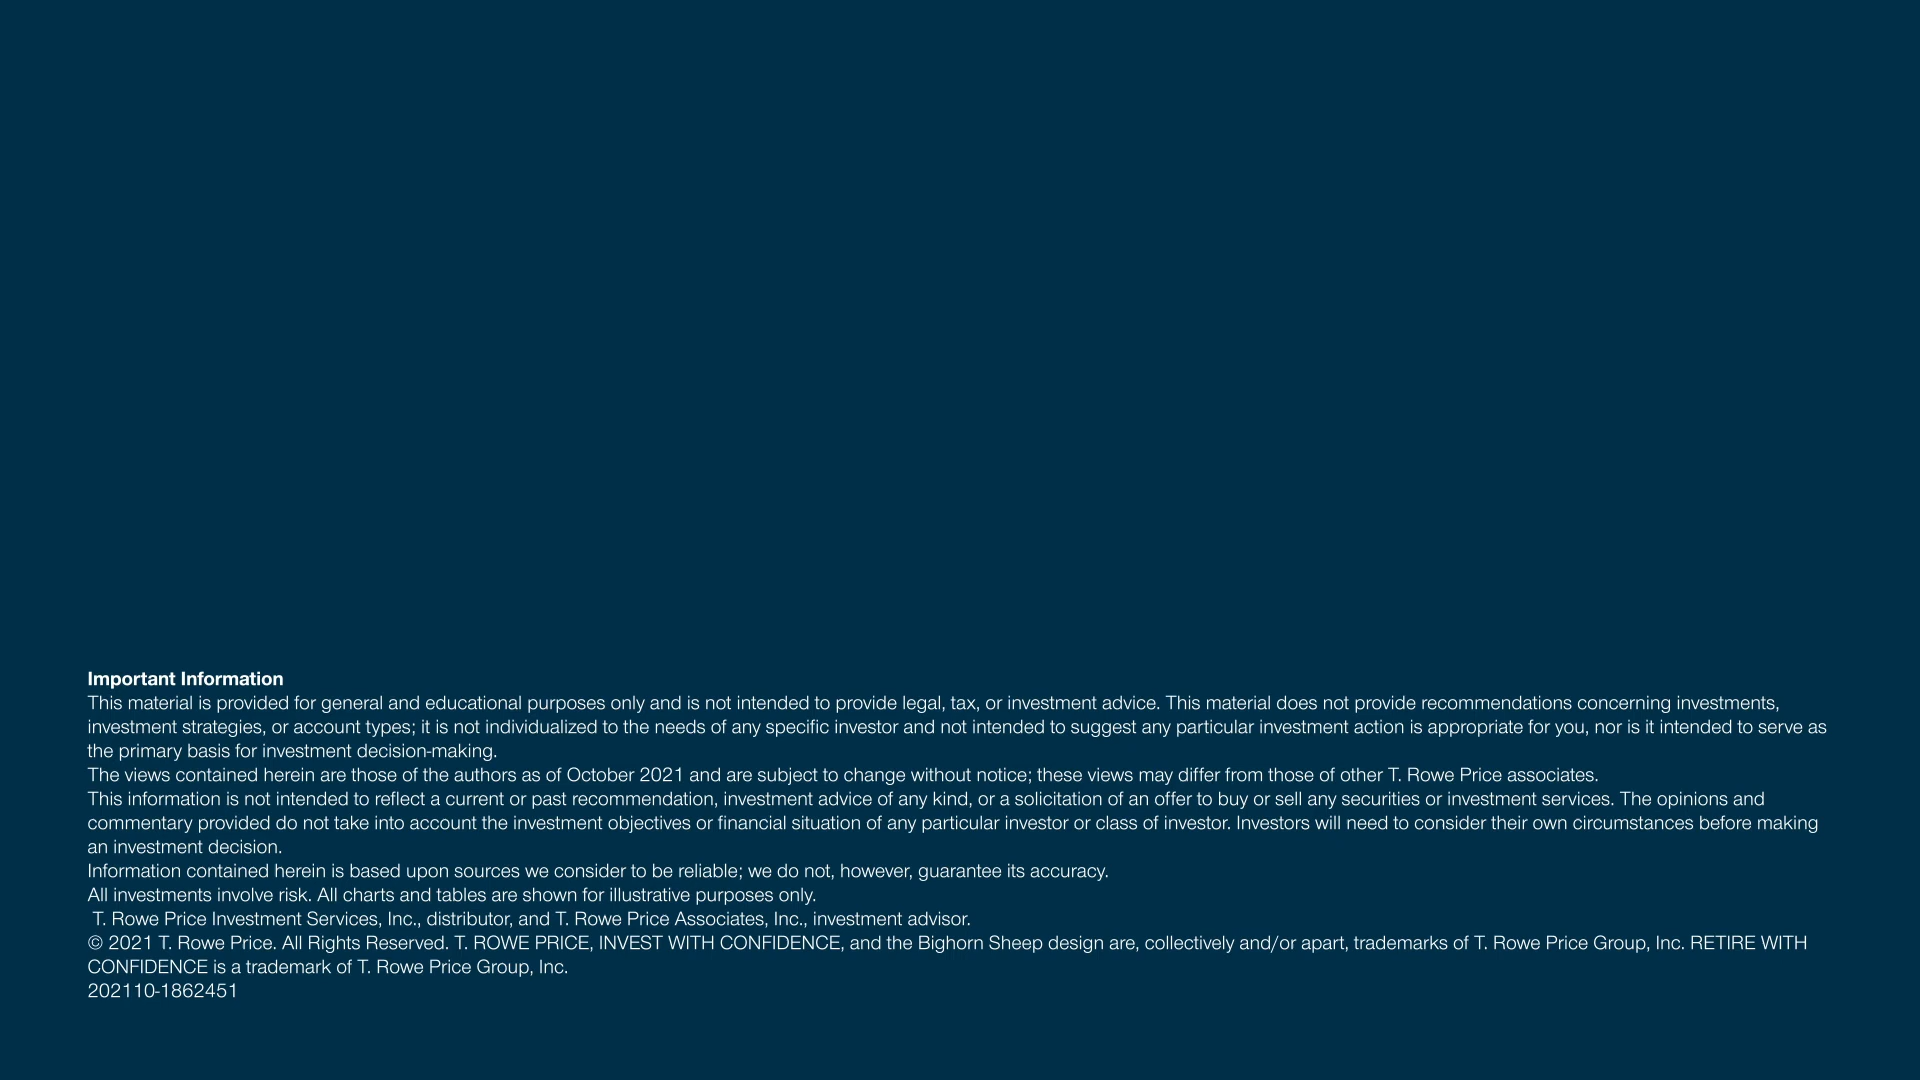 Important Information
This material is provided for general and educational purposes only and is not intended to provide legal, tax, or investment advice. This material does not provide recommendations concerning investments,
investment strategies, or account types; it is not individualized to the needs of any specific investor and not intended to suggest any particular investment action is appropriate for you, nor is it intended to serve as
the primary basis for investment decision-making.
The views contained herein are those of the authors as of October 2021 and are subject to change without notice; these views may differ from those of other T. Rowe Price associates.
This information is not intended to reflect a current or past recommendation, investment advice of any kind, or a solicitation of an offer to buy or sell any securities or investment services. The opinions and
commentary provided do not take into account the investment objectives or financial situation of any particular investor or class of investor. Investors will need to consider their own circumstances before making
an investment decision.
Information contained herein is based upon sources we consider to be reliable; we do not, however, guarantee its accuracy.
All investments involve risk. All charts and tables are shown for illustrative purposes only.
T. Rowe Price Investment Services, Inc., distributor, and T. Rowe Price Associates, Inc., investment advisor.
© 2021 T. Rowe Price. All Rights Reserved. T. ROWE PRICE, INVEST WITH CONFIDENCE, and the Bighorn Sheep design are, collectively and/or apart, trademarks of T. Rowe Price Group, Inc. RETIRE WITH
CONFIDENCE is a trademark of T. Rowe Price Group, Inc.
202110-1862451